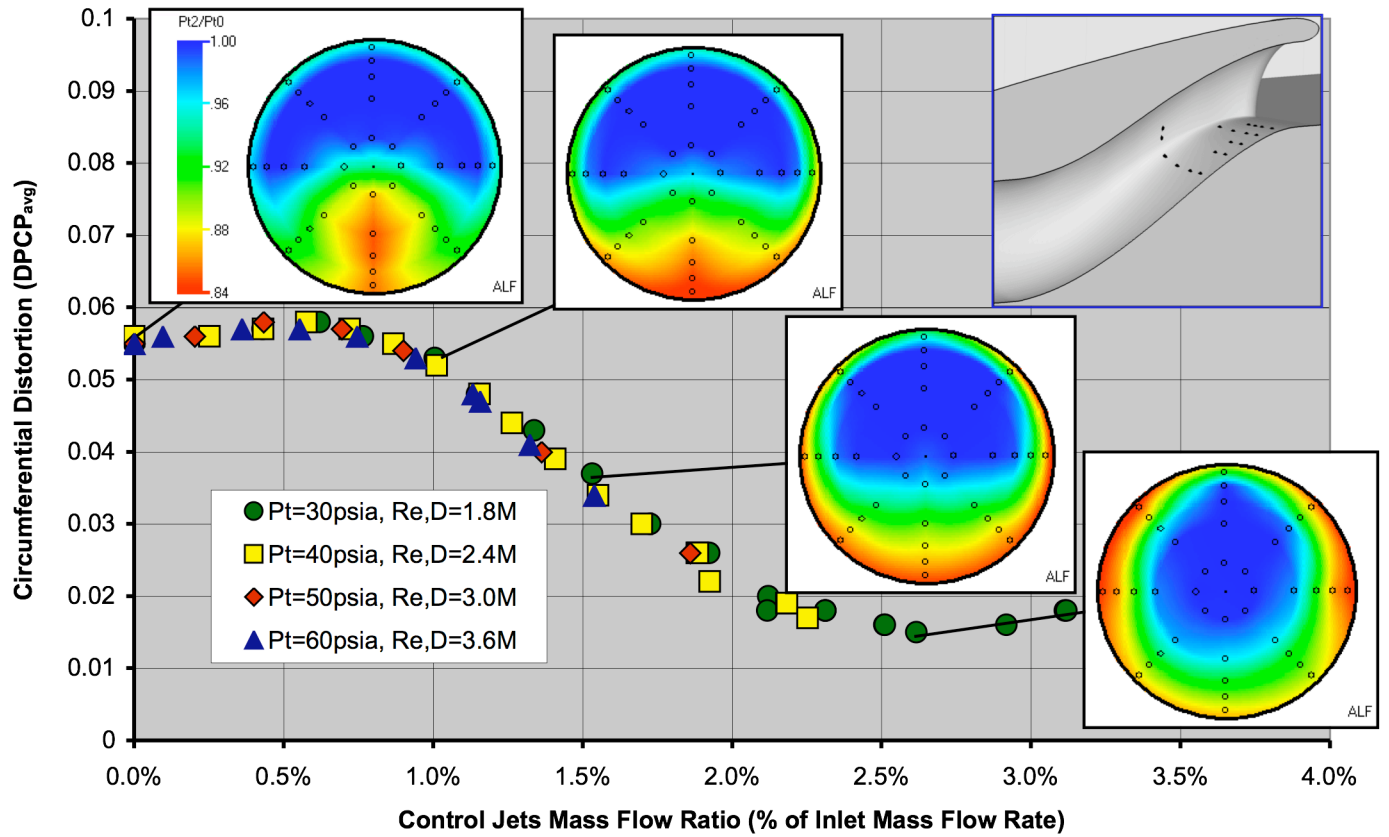 Pt2/Pt0
1.00
.96
.92
.88
.84
ALF
ALF
ALF
ALF
0.1
0.09
0.08
0.07
0.06
0.05
0.04
0.03
0.02
0.01
0
Circumferential Distortion (DPCPavg)
Pt=30psia, Re,D=1.8M
Pt=40psia, Re,D=2.4M
Pt=50psia, Re,D=3.0M
Pt=60psia, Re,D=3.6M
0.0% 0.5% 1.0% 1.5% 2.0% 2.5% 3.0% 3.5% 4.0%
Control Jets Mass Flow Ratio (% of Inlet Mass Flow Rate)